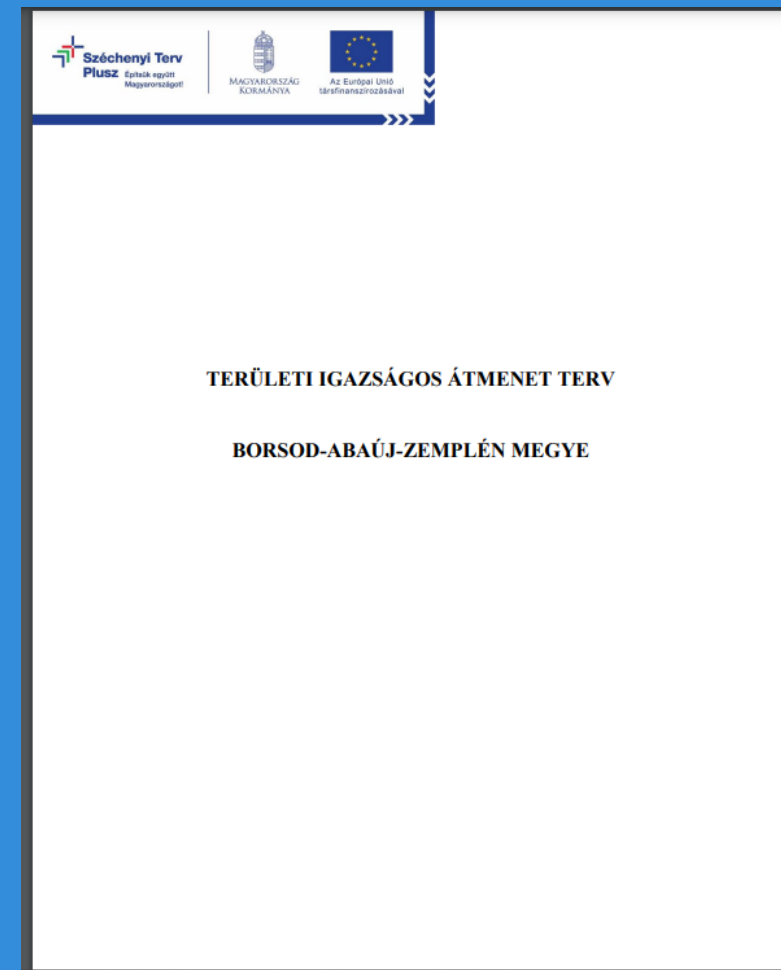 Széchenyi Terv
Plusz Építsük együtt
Magyarországot!
MAGYARORSZÁG
KORMÁNYA
Az Európai Unió
társfinanszírozásával
TERÜLETI IGAZSÁGOS ÁTMENET TERV
BORSOD-ABAÚJ-ZEMPLÉN MEGYE